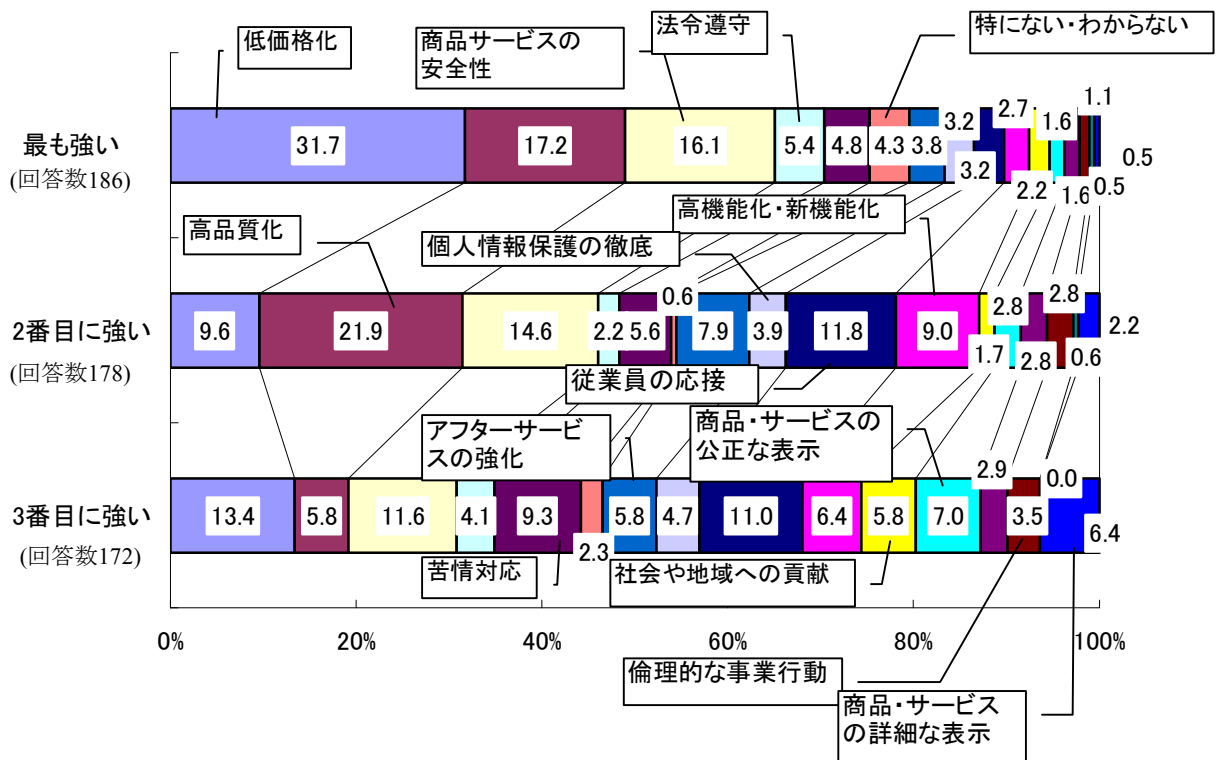 低価格化
商品サービスの
安全性
法令遵守
特にない・わからない
最も強い
(回答数186)
31.7
17.2
16.1
5.4
4.8
4.3
3.8
3.2
3.2
2.7
2.2
1.6
1.6
1.1
0.5
0.5
高品質化
個人情報保護の徹底
高機能化・新機能化
2番目に強い
(回答数178)
9.6
21.9
14.6
2.2
5.6
0.6
7.9
3.9
11.8
9.0
1.7
2.8
2.8
2.8
0.6
2.2
従業員の応接
アフターサービ
スの強化
商品・サービスの
公正な表示
3番目に強い
(回答数172)
13.4
5.8
11.6
4.1
9.3
2.3
5.8
4.7
11.0
6.4
5.8
7.0
2.9
3.5
0.0
6.4
苦情対応
社会や地域への貢献
0%
20%
40%
60%
80%
100%
倫理的な事業行動
商品・サービス
の詳細な表示